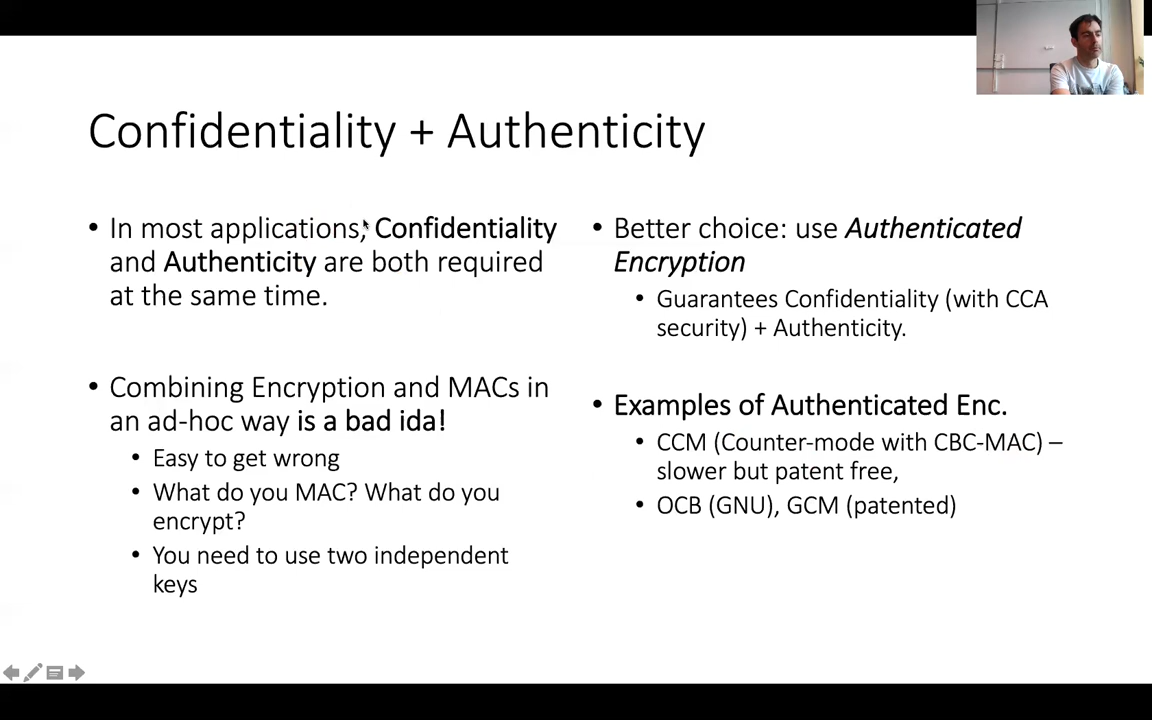 Confidentiality + Authenticity
• In most applications, Confidentiality
and Authenticity are both required
at the same time.
• Combining Encryption and MACs in
an ad-hoc way is a bad ida!
• Easy to get wrong
• What do you MAC? What do you
encrypt?
• You need to use two independent
keys
• Better choice: use Authenticated
Encryption
• Guarantees Confidentiality (with CCA
security) + Authenticity.
• Examples of Authenticated Enc.
• CCM (Counter-mode with CBC-MAC) –
slower but patent free,
• OCB (GNU), GCM (patented)